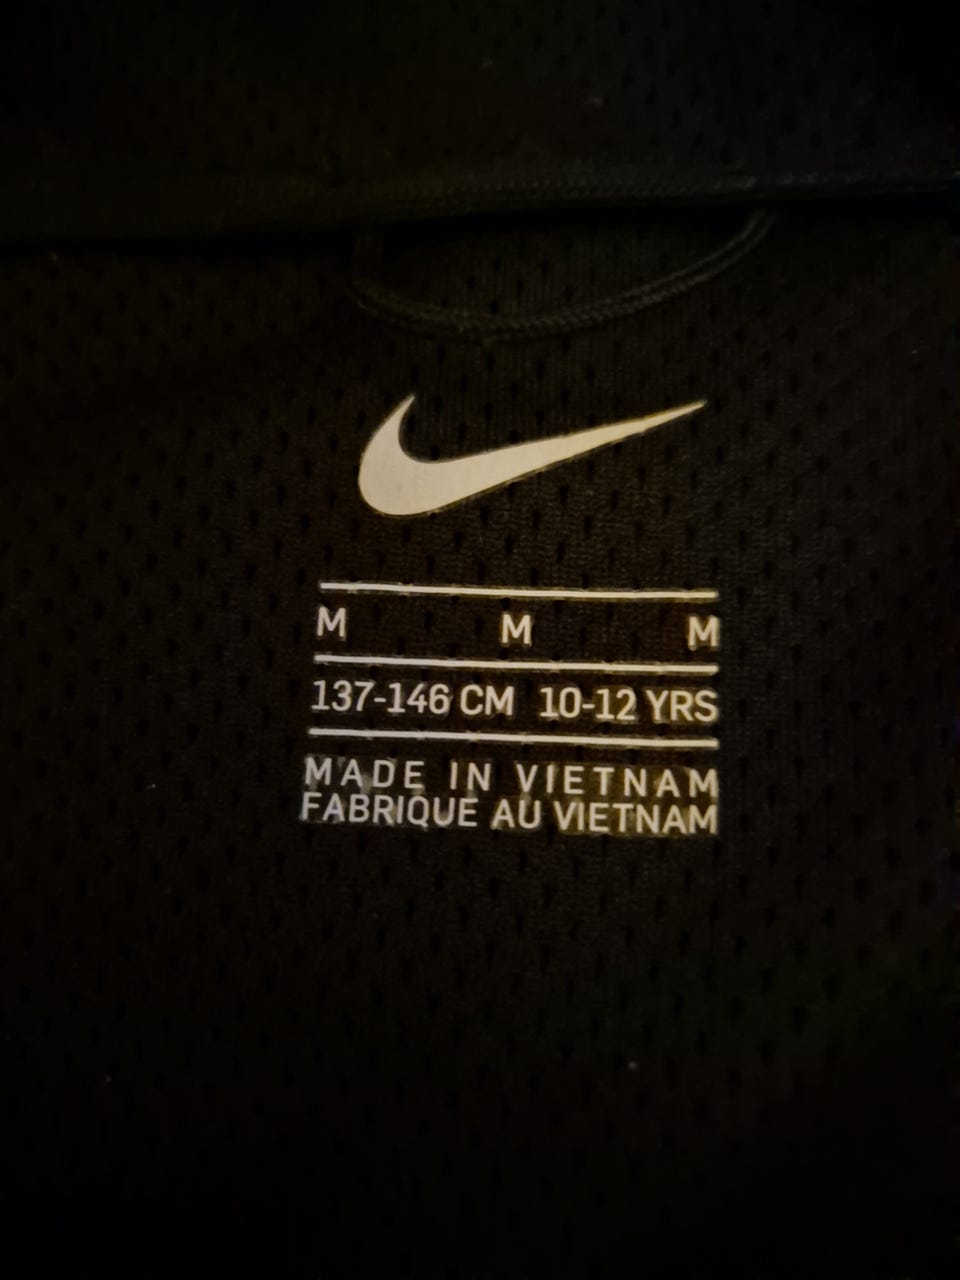 M M M
137-146 CM 10-12 YRS
MADE IN VIETNAM
FABRIQUE AU VIETNAM